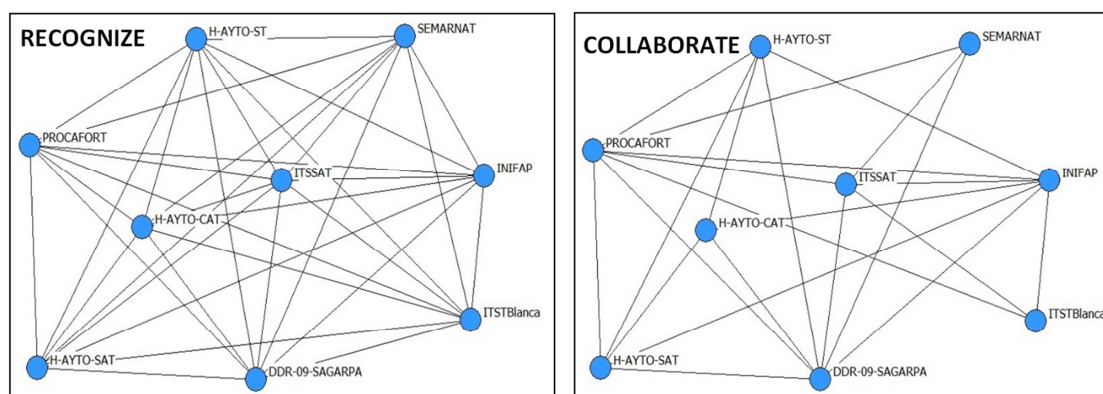 RECOGNIZE
H-AYTO-ST
SEMARNAT
PROCAFORT
ITSSAT
INIFAP
H-AYTO-CAT
ITSTBlanca
H-AYTO-SAT
DDR-09-SAGARPA
COLLABORATE
H-AYTO-ST
SEMARNAT
PROCAFORT
ITSSAT
INIFAP
H-AYTO-CAT
ITSTBlanca
H-AYTO-SAT
DDR-09-SAGARPA